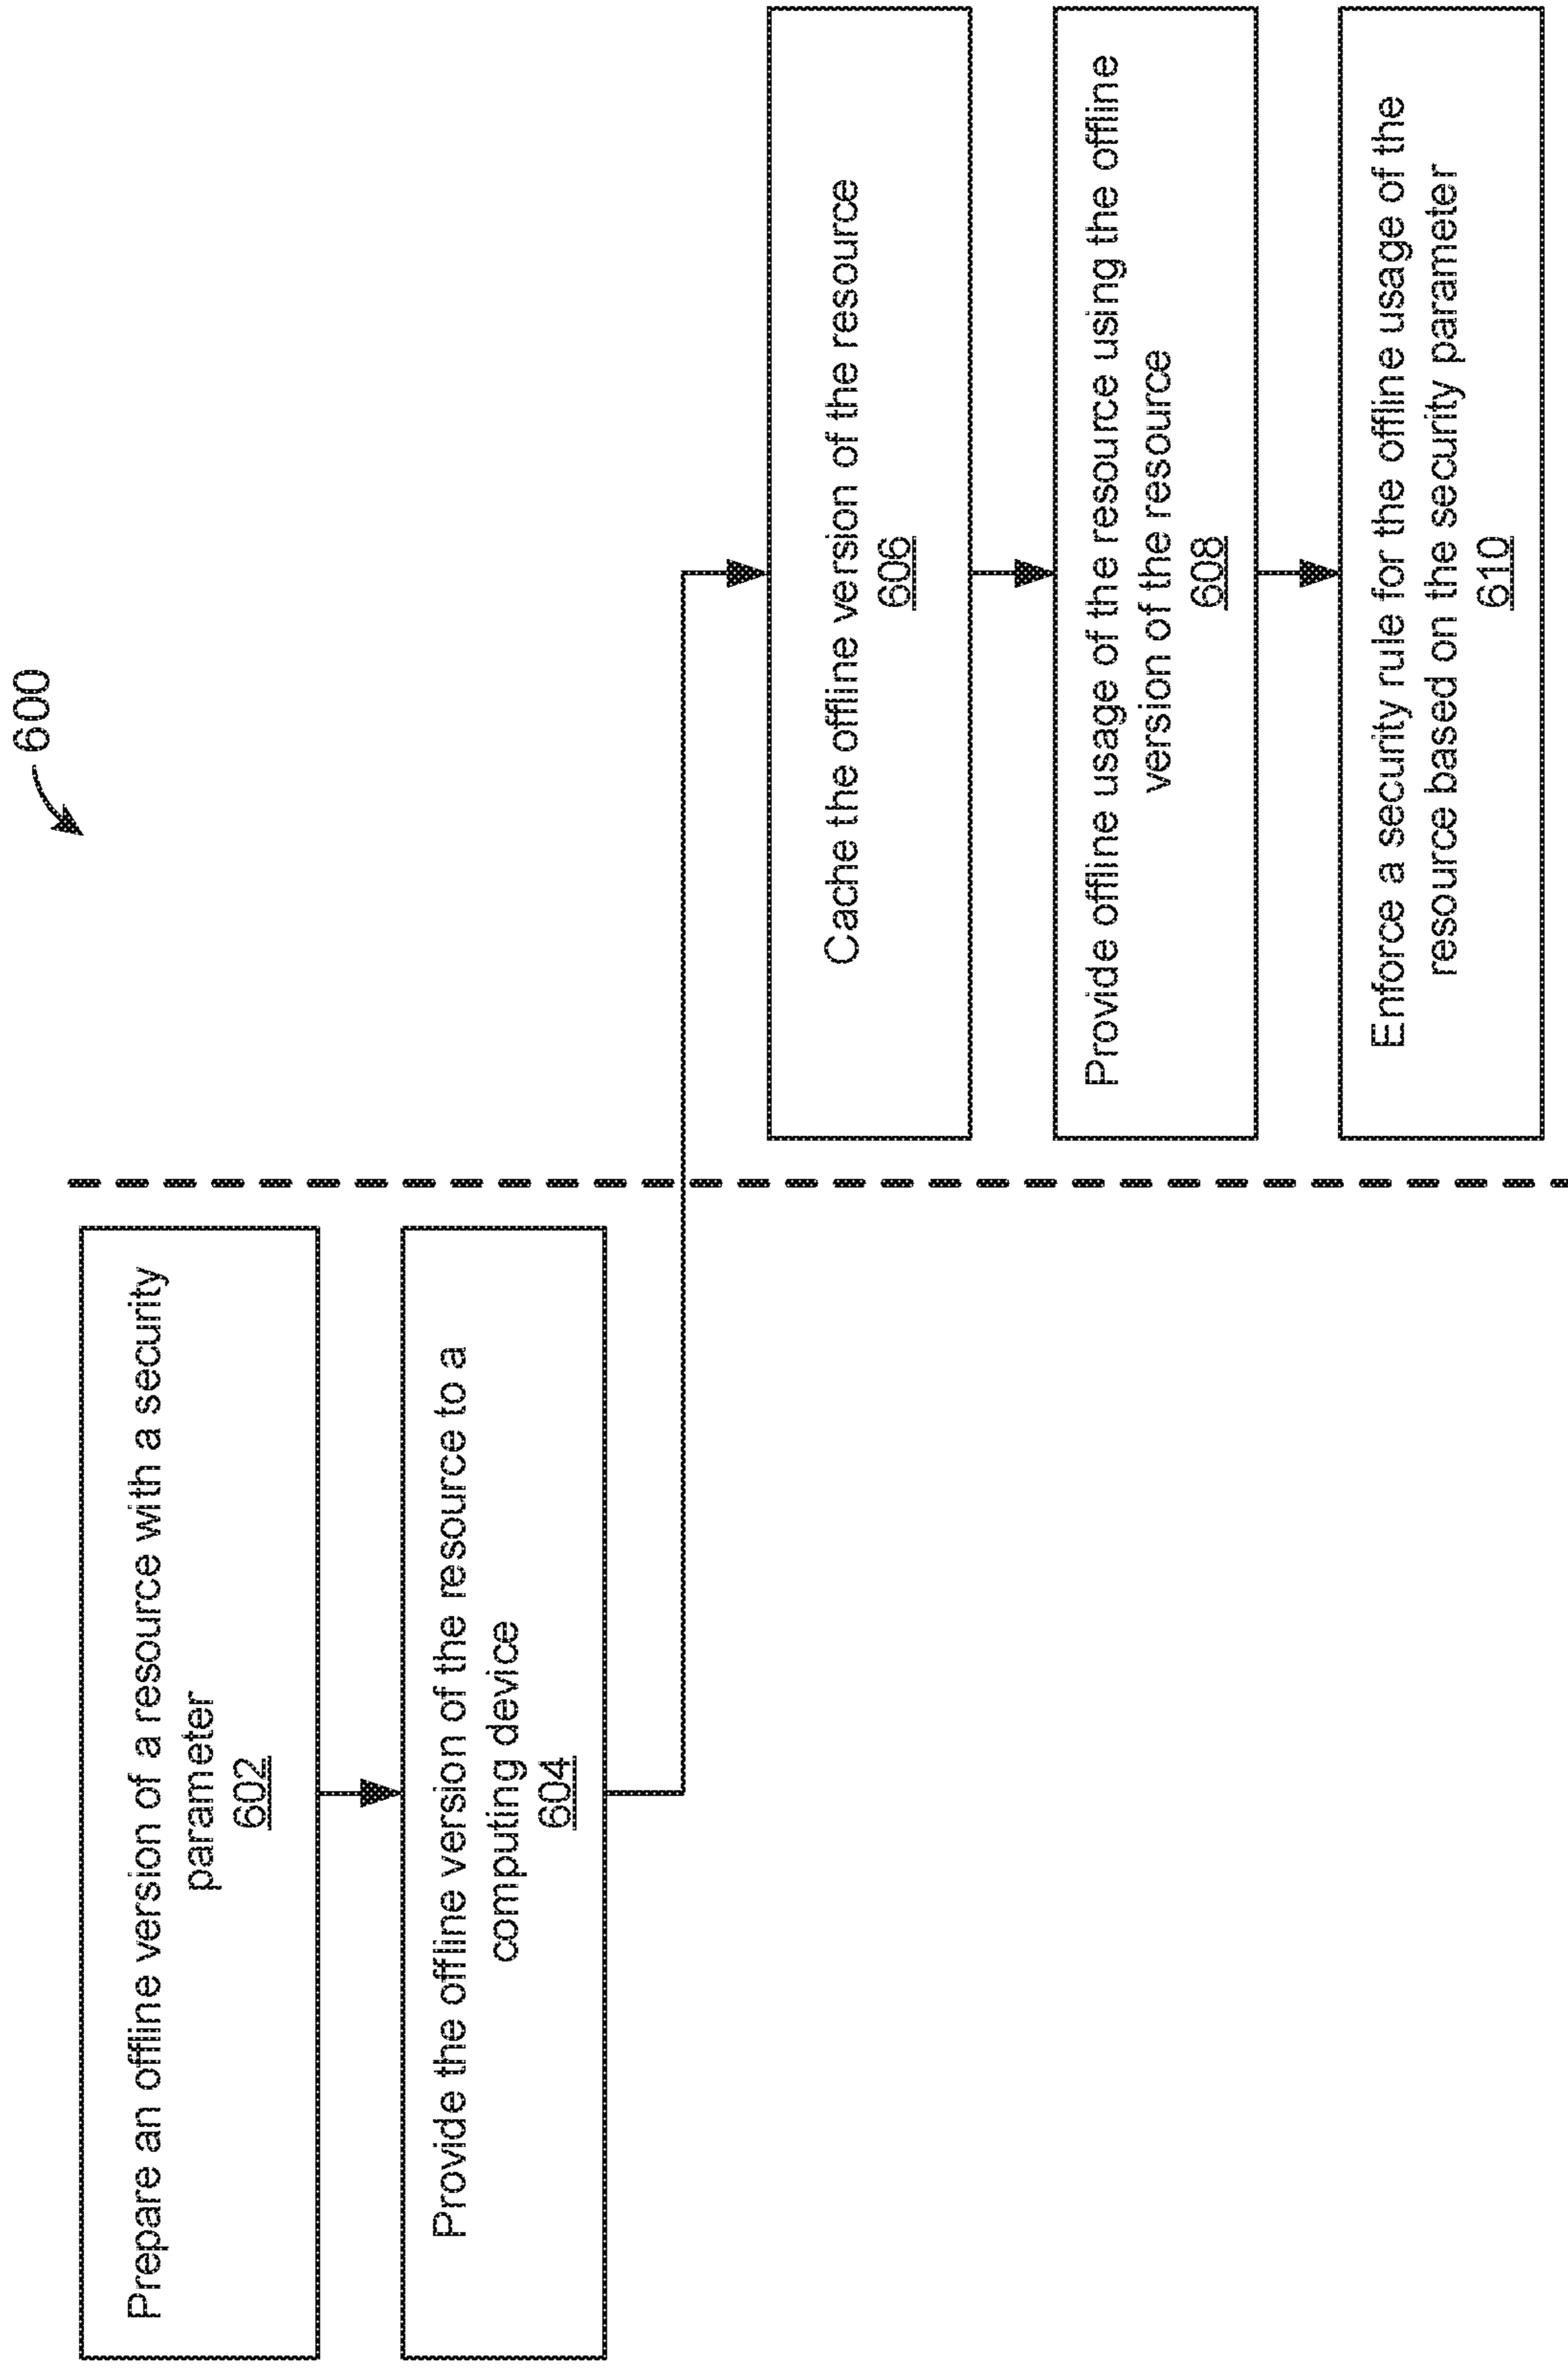 600
Prepare an offline version of a resource with a security
parameter
602
Provide the offline version of the resource to a
computing device
604
Cache the offline version of the resource
606
Provide offline usage of the resource using the offline
version of the resource
608
Enforce a security rule for the offline usage of the
resource based on the security parameter
610